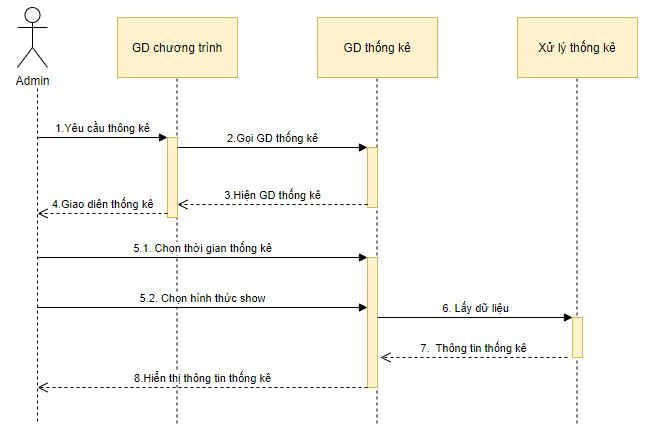 GD chương trình
GD thống kê
Xử lý thống kê
Admin
1.Yêu cầu thông kê
2.Gọi GD thống kê
3.Hiện GD thống kê
4.Giao diên thống kê
5.1. Chọn thời gian thống kê
5.2. Chọn hình thức show
6. Lấy dữ liệu
7. Thông tin thống kê
8.Hiển thị thông tin thống kê